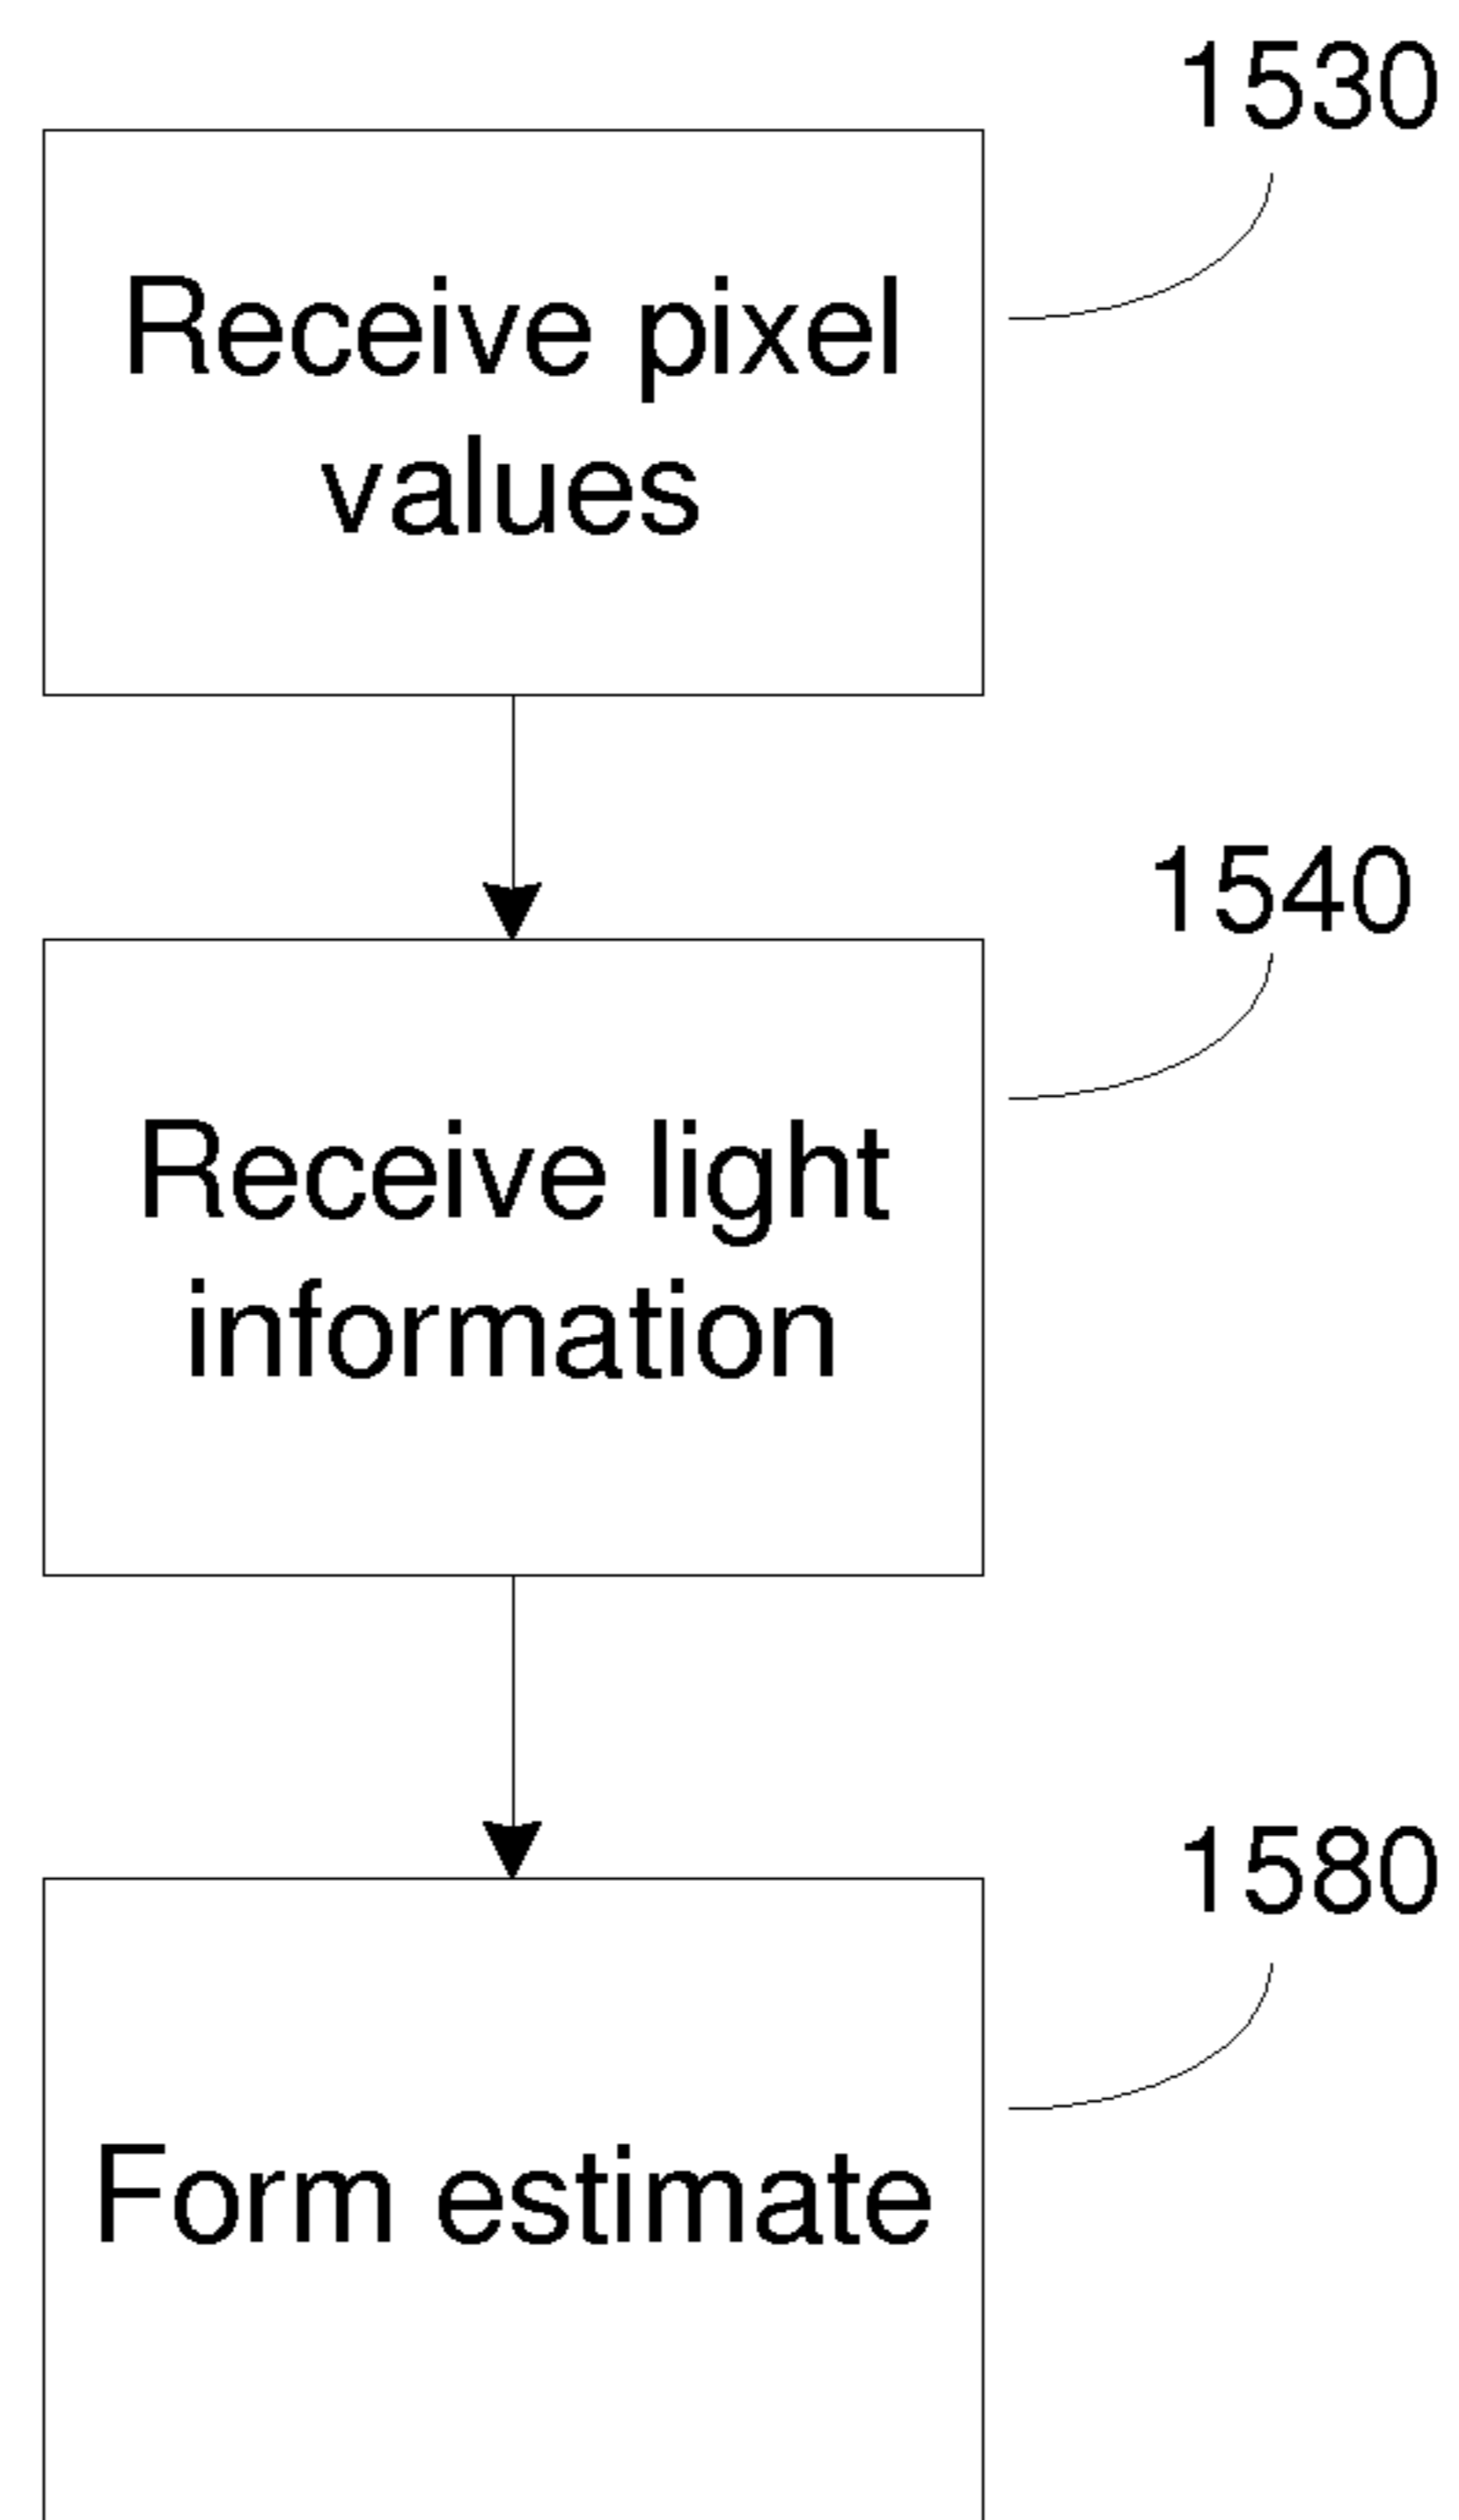 1530
Receive pixel
values
1540
Receive light
information
1580
Form estimate